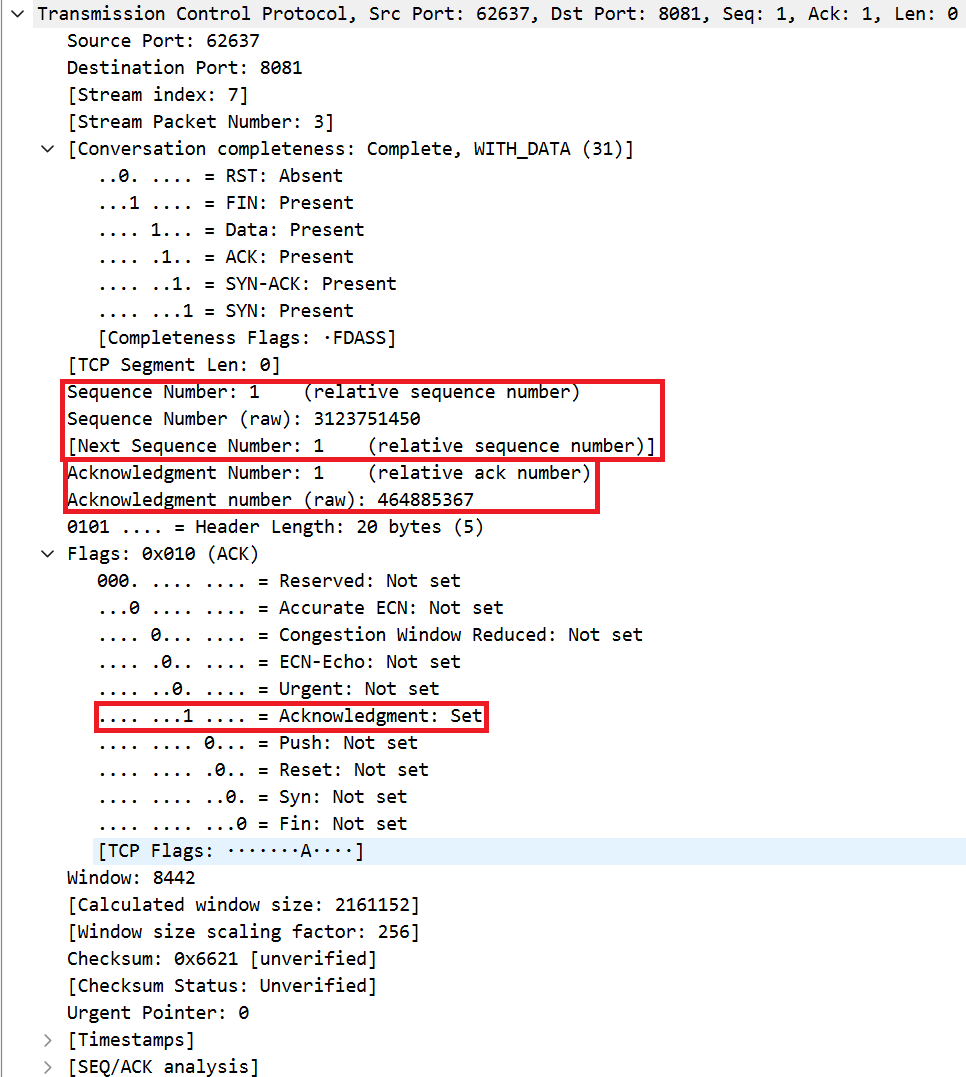 Transmission Control Protocol, Src Port: 62637, Dst Port: 8081, Seq: 1, Ack: 1, Len: 0
Source Port: 62637
Destination Port: 8081
[Stream index: 7]
[Stream Packet Number: 3]
[Conversation completeness: Complete, WITH_DATA (31)]
..0. .... = RST: Absent
...1 .... = FIN: Present
.... 1... = Data: Present
.... .1.. = ACK: Present
.... ..1. = SYN-ACK: Present
.... ...1 = SYN: Present
[Completeness Flags: ·FDASS]
[TCP Segment Len: 0]
Sequence Number: 1    (relative sequence number)
Sequence Number (raw): 3123751450
[Next Sequence Number: 1    (relative sequence number)]
Acknowledgment Number: 1    (relative ack number)
Acknowledgment number (raw): 464885367
0101 .... = Header Length: 20 bytes (5)
Flags: 0x010 (ACK)
000. .... .... = Reserved: Not set
...0 .... .... = Accurate ECN: Not set
.... 0... .... = Congestion Window Reduced: Not set
.... .0.. .... = ECN-Echo: Not set
.... ..0. .... = Urgent: Not set
.... ...1 .... = Acknowledgment: Set
.... .... 0... = Push: Not set
.... .... .0.. = Reset: Not set
.... .... ..0. = Syn: Not set
.... .... ...0 = Fin: Not set
[TCP Flags: ·······A····]
Window: 8442
[Calculated window size: 2161152]
[Window size scaling factor: 256]
Checksum: 0x6621 [unverified]
[Checksum Status: Unverified]
Urgent Pointer: 0
[Timestamps]
[SEQ/ACK analysis]